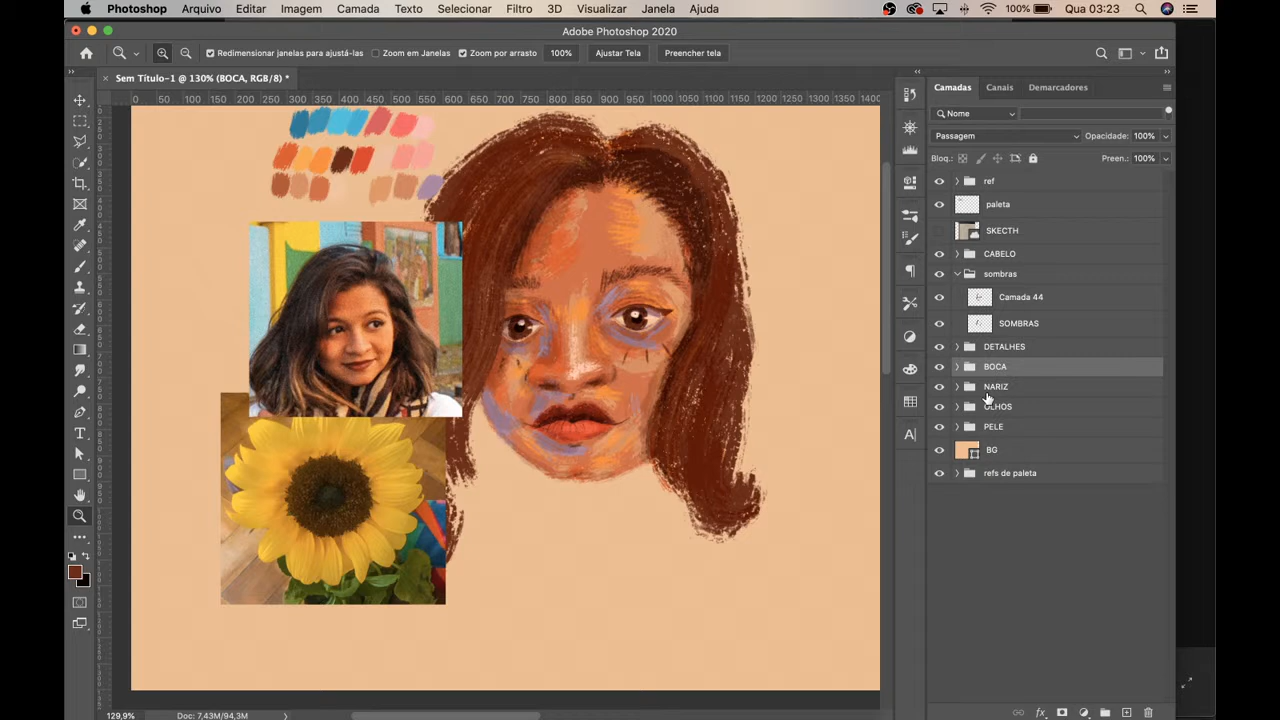 Photoshop Arquivo Editar Imagem Camada Texto Selecionar Filtro 3D Visualizar Janela Ajuda 100% Qua 03:23
Adobe Photoshop 2020
Redimensionar janelas para ajustá-las Zoom em Janelas Zoom por arrasto 100% Ajustar Tela Preencher tela
Sem Título-1 @ 130% (BOCA, RGB/8) *
0 50 100 150 200 250 300 350 400 450 500 550 600 650 700 750 800 850 900 950 1000 1050 1100 1150 1200 1250 1300 1350 1400
Camadas Canais Demarcadores
Nome
Passagem Opacidade: 100%
Bloq.: Preen.: 100%
ref
paleta
SKECTH
CABELO
sombras
Camada 44
SOMBRAS
DETALHES
BOCA
NARIZ
OLHOS
PELE
BG
refs de paleta
129,9% Doc: 7,43M/94,3M